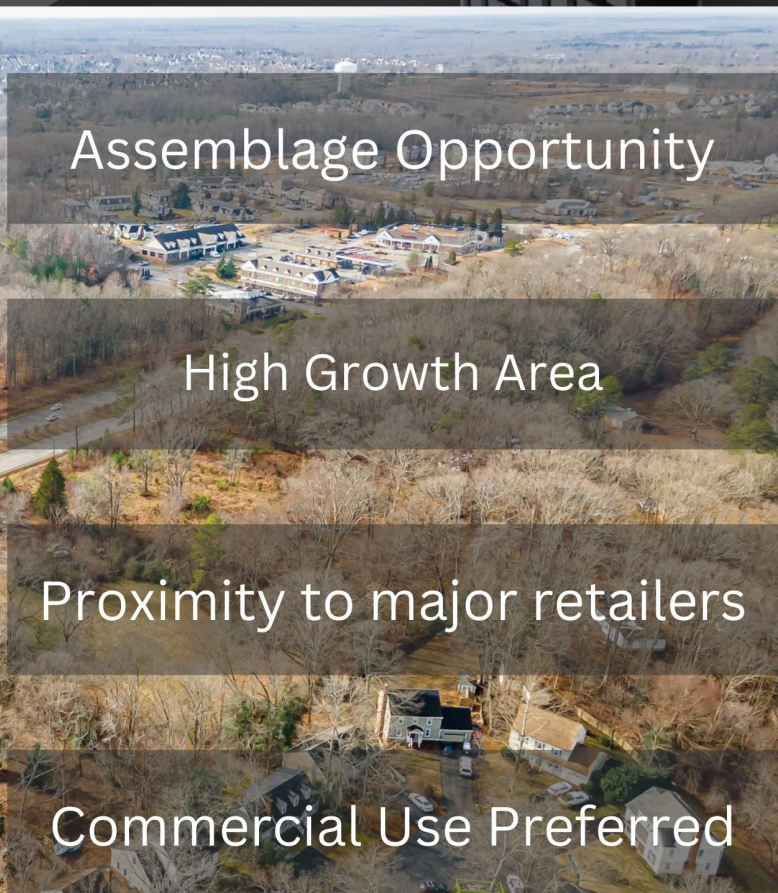 Assemblage Opportunity
High Growth Area
Proximity to major retailers
Commercial Use Preferred